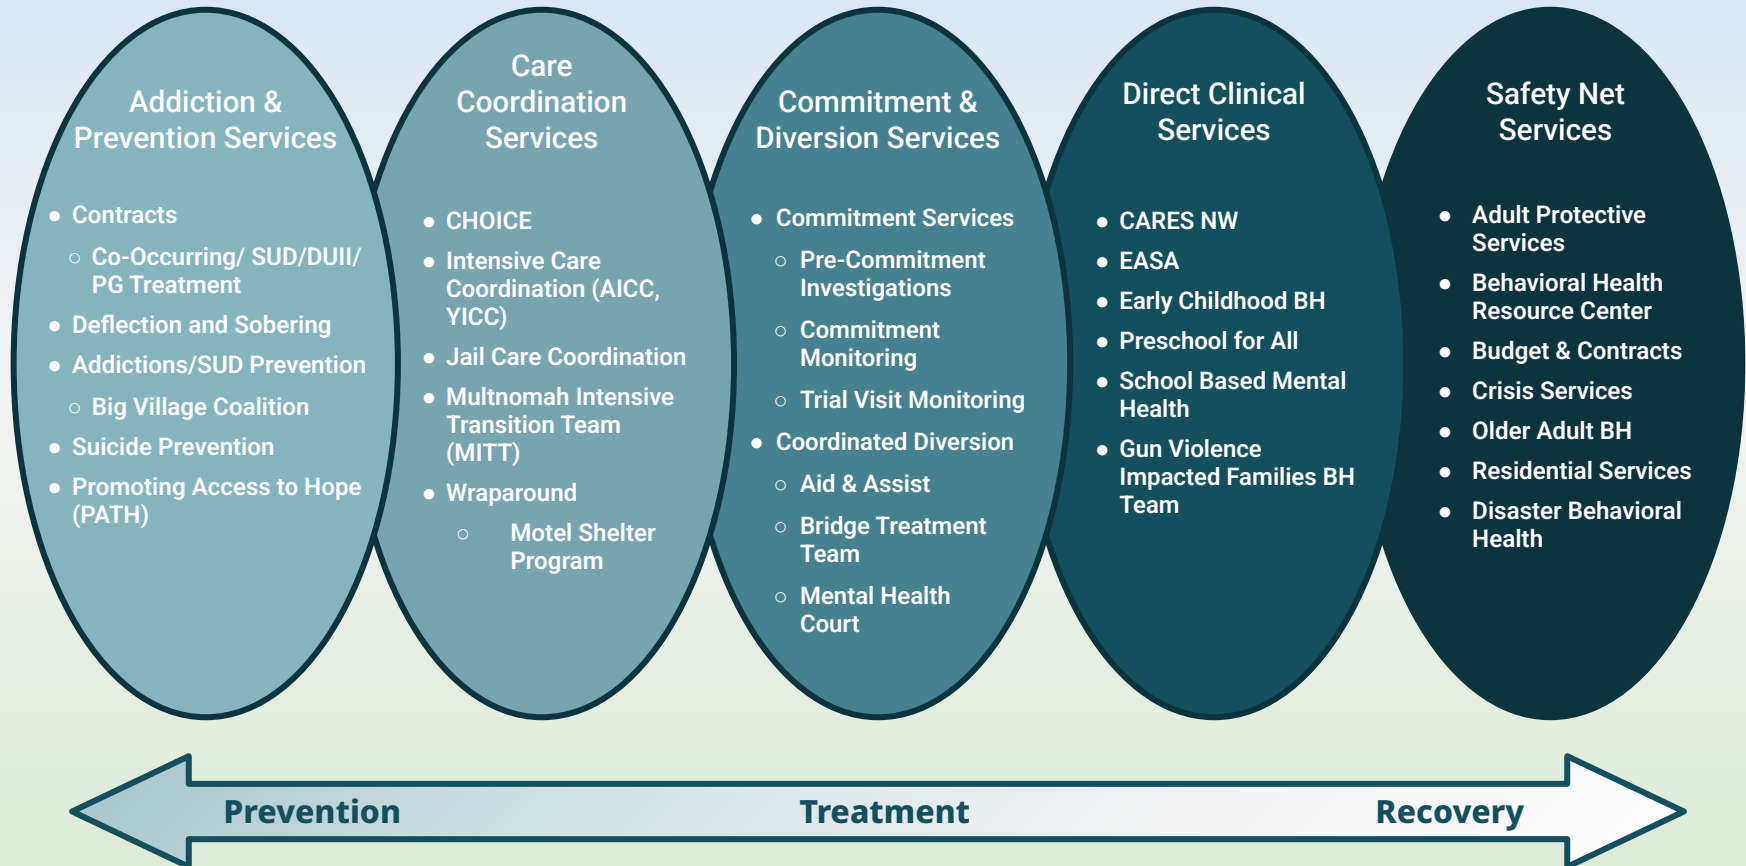 Addiction &
Prevention Services
● Contracts
○ Co-Occurring/ SUD/DUII/
PG Treatment
● Deflection and Sobering
● Addictions/SUD Prevention
○ Big Village Coalition
● Suicide Prevention
● Promoting Access to Hope
(PATH)
Care
Coordination
Services
● CHOICE
● Intensive Care
Coordination (AICC,
YICC)
● Jail Care Coordination
● Multnomah Intensive
Transition Team
(MITT)
● Wraparound
○ Motel Shelter
Program
Commitment &
Diversion Services
● Commitment Services
○ Pre-Commitment
Investigations
○ Commitment
Monitoring
○ Trial Visit Monitoring
● Coordinated Diversion
○ Aid & Assist
○ Bridge Treatment
Team
○ Mental Health
Court
Direct Clinical
Services
● CARES NW
● EASA
● Early Childhood BH
● Preschool for All
● School Based Mental
Health
● Gun Violence
Impacted Families BH
Team
Safety Net
Services
● Adult Protective
Services
● Behavioral Health
Resource Center
● Budget & Contracts
● Crisis Services
● Older Adult BH
● Residential Services
● Disaster Behavioral
Health
Prevention
Treatment
Recovery